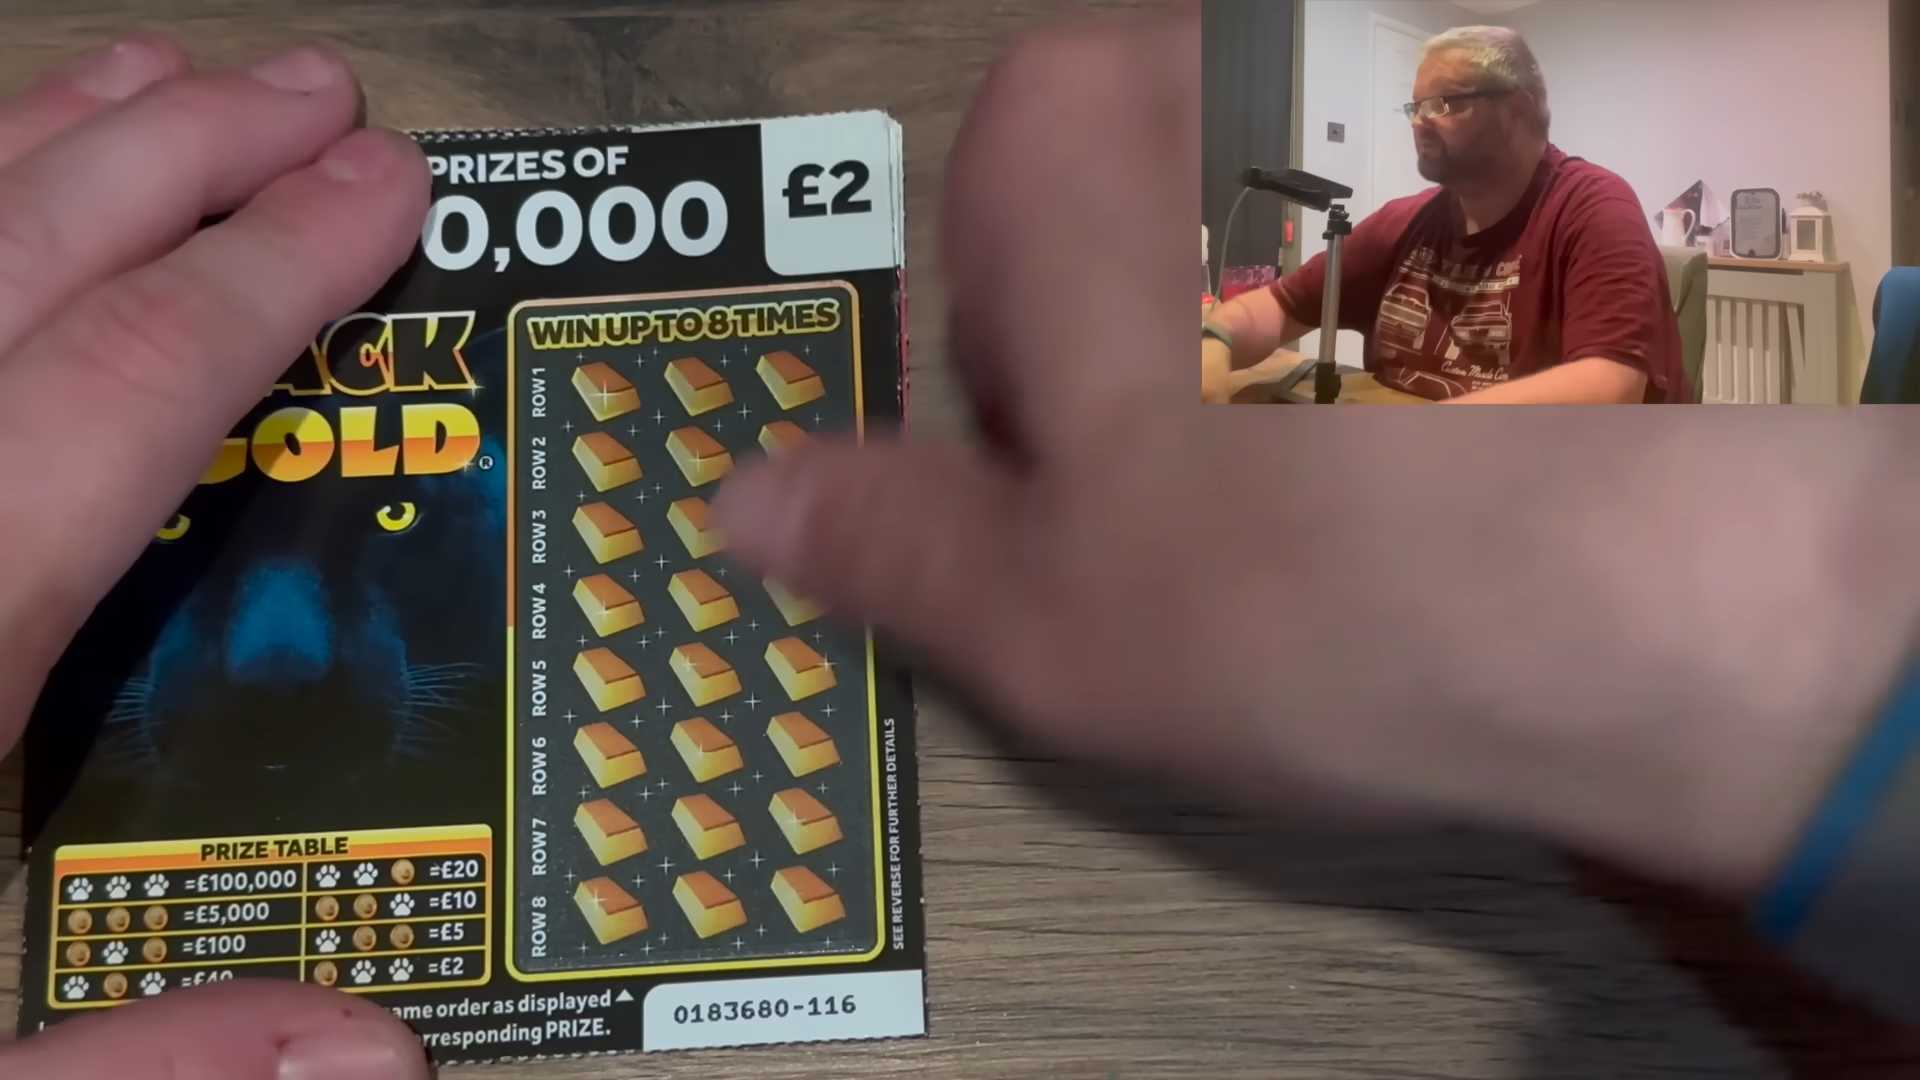 PRIZES OF
0,000
£2
ACK
GOLD®
WIN UP TO 8 TIMES
ROW 1
ROW 2
ROW 3
ROW 4
ROW 5
ROW 6
ROW 7
ROW 8
SEE REVERSE FOR FURTHER DETAILS
PRIZE TABLE
=£100,000 =£20
=£5,000 =£10
=£100 =£5
=£40 =£2
ame order as displayed
rresponding PRIZE.
0183680-116
Custom Muscle Cars